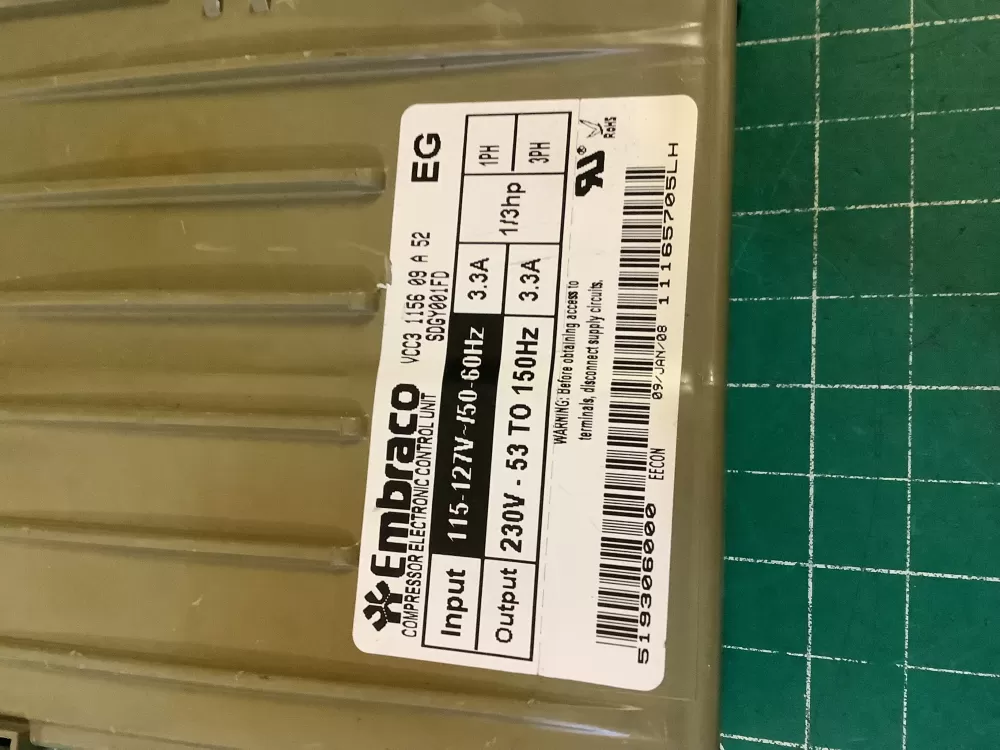 Embraco
VCC3 1156 09 A 52
EG
COMPRESSOR ELECTRONIC CONTROL UNIT
SDGY001FD
Input 115-127V~/50-60Hz 3.3A 1/3hp 1PH
Output 230V - 53 TO 150Hz 3.3A 3PH
WARNING: Before obtaining access to
terminals, disconnect supply circuits.
RU®
RoHS
519306000 EECON 09/JAN/08 11165705LH